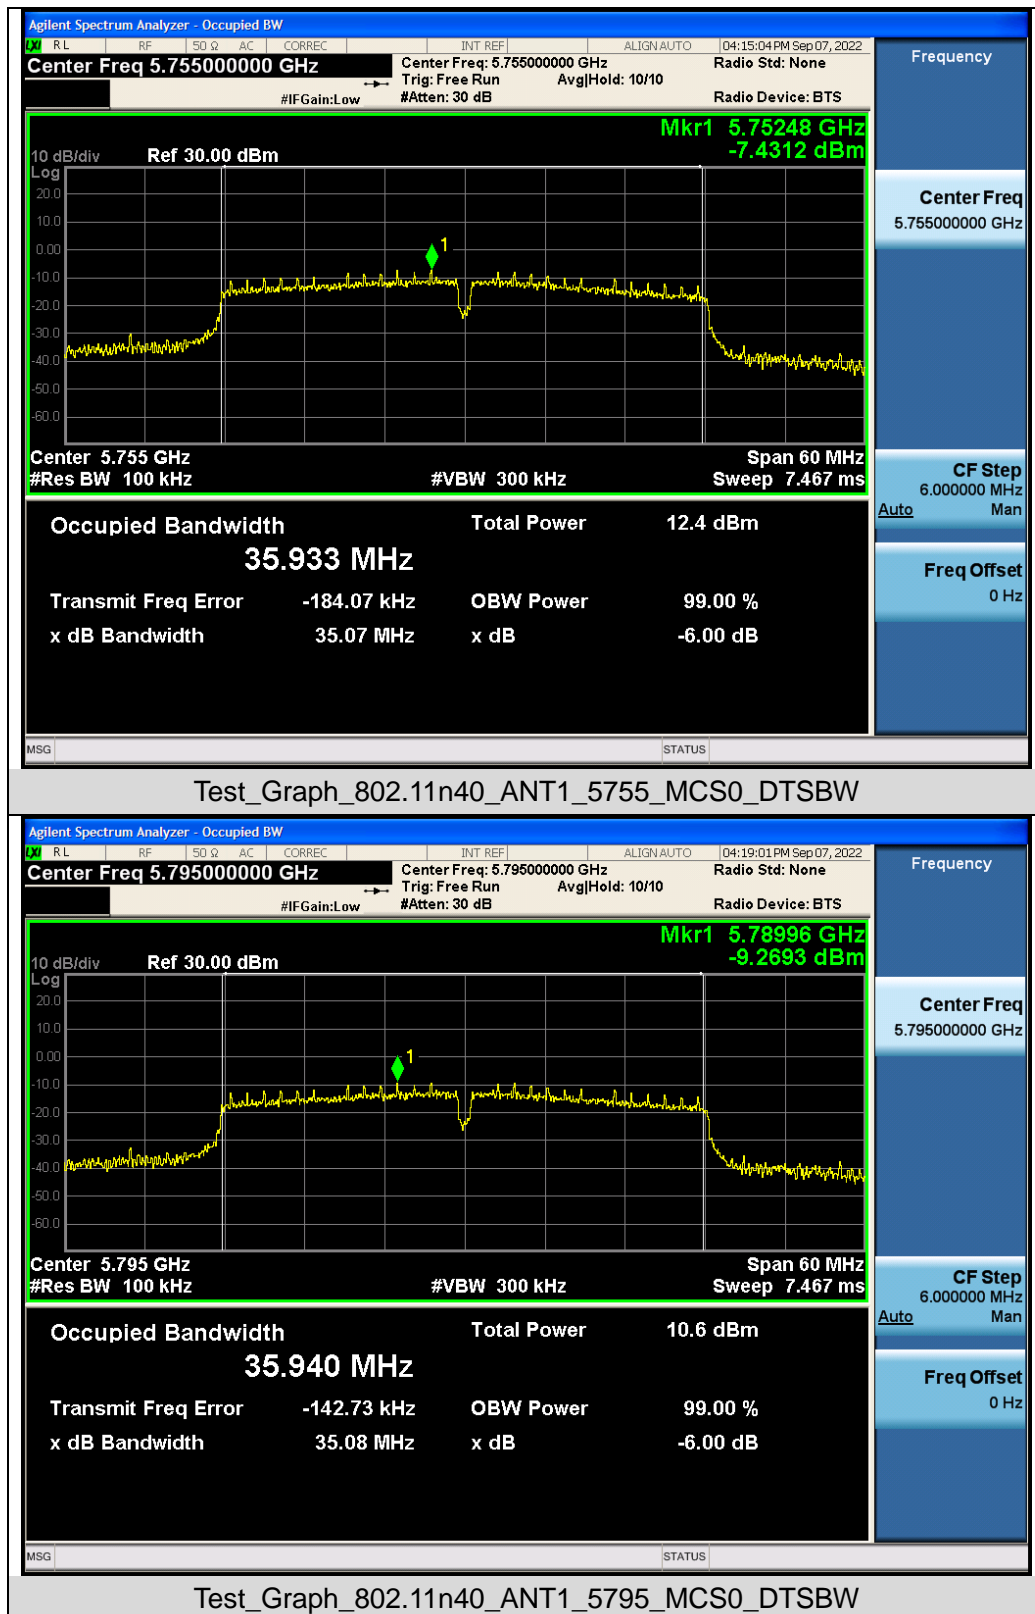 Agilent Spectrum Analyzer - Occupied BW
LXI RL RF 50 Ω AC CORREC INT REF ALIGN AUTO 04:15:04 PM Sep 07, 2022
Center Freq 5.755000000 GHz
Center Freq: 5.755000000 GHz
Radio Std: None
Trig: Free Run Avg|Hold: 10/10
#IFGain:Low #Atten: 30 dB Radio Device: BTS
Frequency
Mkr1 5.75248 GHz
-7.4312 dBm
10 dB/div Ref 30.00 dBm
Log
20.0
10.0
0.00
-10.0
-20.0
-30.0
-40.0
-50.0
-60.0
1
Center 5.755 GHz Span 60 MHz
#Res BW 100 kHz #VBW 300 kHz Sweep 7.467 ms
Center Freq
5.755000000 GHz
CF Step
6.000000 MHz
Auto Man
Freq Offset
0 Hz
Occupied Bandwidth Total Power 12.4 dBm
35.933 MHz
Transmit Freq Error -184.07 kHz OBW Power 99.00 %
x dB Bandwidth 35.07 MHz x dB -6.00 dB
MSG STATUS
Test_Graph_802.11n40_ANT1_5755_MCS0_DTSBW
Agilent Spectrum Analyzer - Occupied BW
LXI RL RF 50 Ω AC CORREC INT REF ALIGN AUTO 04:19:01 PM Sep 07, 2022
Center Freq 5.795000000 GHz
Center Freq: 5.795000000 GHz
Radio Std: None
Trig: Free Run Avg|Hold: 10/10
#IFGain:Low #Atten: 30 dB Radio Device: BTS
Frequency
Mkr1 5.78996 GHz
-9.2693 dBm
10 dB/div Ref 30.00 dBm
Log
20.0
10.0
0.00
-10.0
-20.0
-30.0
-40.0
-50.0
-60.0
1
Center 5.795 GHz Span 60 MHz
#Res BW 100 kHz #VBW 300 kHz Sweep 7.467 ms
Center Freq
5.795000000 GHz
CF Step
6.000000 MHz
Auto Man
Freq Offset
0 Hz
Occupied Bandwidth Total Power 10.6 dBm
35.940 MHz
Transmit Freq Error -142.73 kHz OBW Power 99.00 %
x dB Bandwidth 35.08 MHz x dB -6.00 dB
MSG STATUS
Test_Graph_802.11n40_ANT1_5795_MCS0_DTSBW